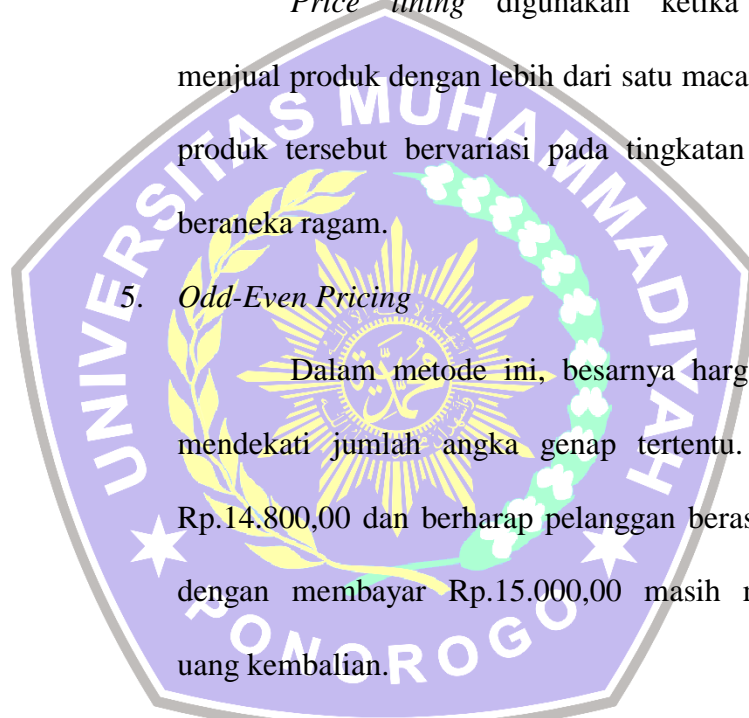 Price lining digunakan ketika
menjual produk dengan lebih dari satu maca
produk tersebut bervariasi pada tingkatan
beraneka ragam.
5. Odd-Even Pricing
Dalam metode ini, besarnya harg
mendekati jumlah angka genap tertentu.
Rp.14.800,00 dan berharap pelanggan beras
dengan membayar Rp.15.000,00 masih
uang kembalian.
UNIVERSITAS MUHAMMADIYAH
PONOROGO